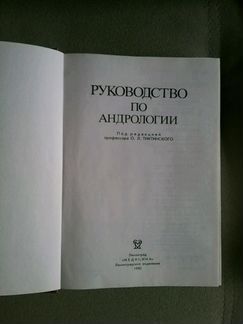 РУКОВОДСТВО
ПО
АНДРОЛОГИИ
Под редакцией
профессора О. Л. ТИКТИНСКОГО
Ленинград
«МЕДИЦИНА»
Ленинградское отделение
1990